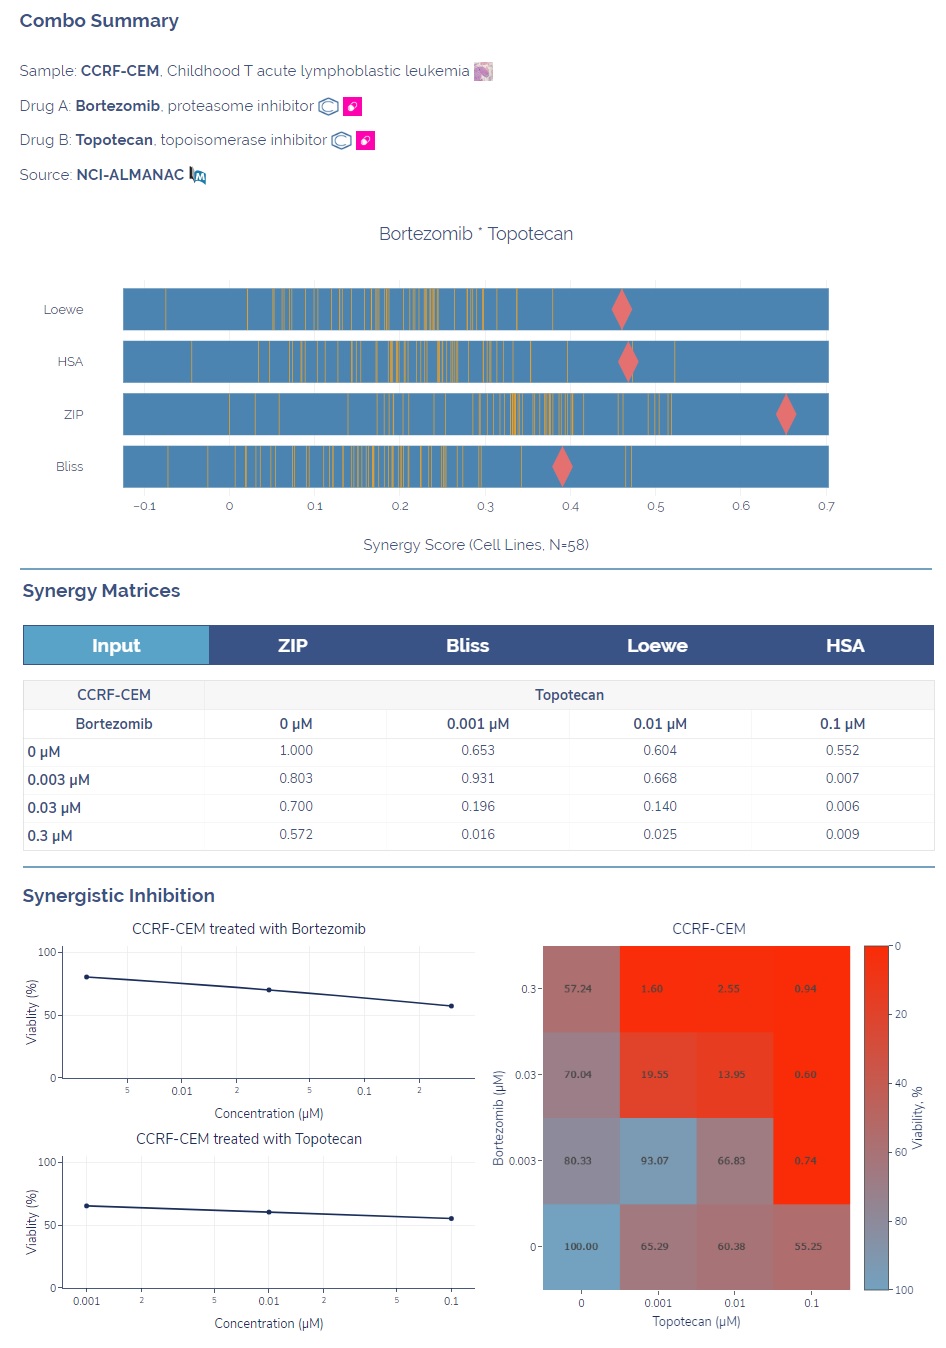 Combo Summary
Sample: CCRF-CEM, Childhood T acute lymphoblastic leukemia
Drug A: Bortezomib, proteasome inhibitor
Drug B: Topotecan, topoisomerase inhibitor
Source: NCI-ALMANAC
Bortezomib * Topotecan
Loewe
HSA
ZIP
Bliss
−0.1 0 0.1 0.2 0.3 0.4 0.5 0.6 0.7
Synergy Score (Cell Lines, N=58)
Synergy Matrices
Input ZIP Bliss Loewe HSA
CCRF-CEM Topotecan
Bortezomib 0 µM 0.001 µM 0.01 µM 0.1 µM
0 µM 1.000 0.653 0.604 0.552
0.003 µM 0.803 0.931 0.668 0.007
0.03 µM 0.700 0.196 0.140 0.006
0.3 µM 0.572 0.016 0.025 0.009
Synergistic Inhibition
CCRF-CEM treated with Bortezomib
Viablity (%)
100
50
0
5 0.01 2 5 0.1 2
Concentration (µM)
CCRF-CEM treated with Topotecan
Viablity (%)
100
50
0
0.001 2 5 0.01 2 5 0.1
Concentration (µM)
CCRF-CEM
Bortezomib (µM)
0.3 57.24 1.60 2.55 0.94
0.03 70.04 19.55 13.95 0.60
0.003 80.33 93.07 66.83 0.74
0 100.00 65.29 60.38 55.25
0 0.001 0.01 0.1
Topotecan (µM)
0
20
40
60
80
100
Viability, %